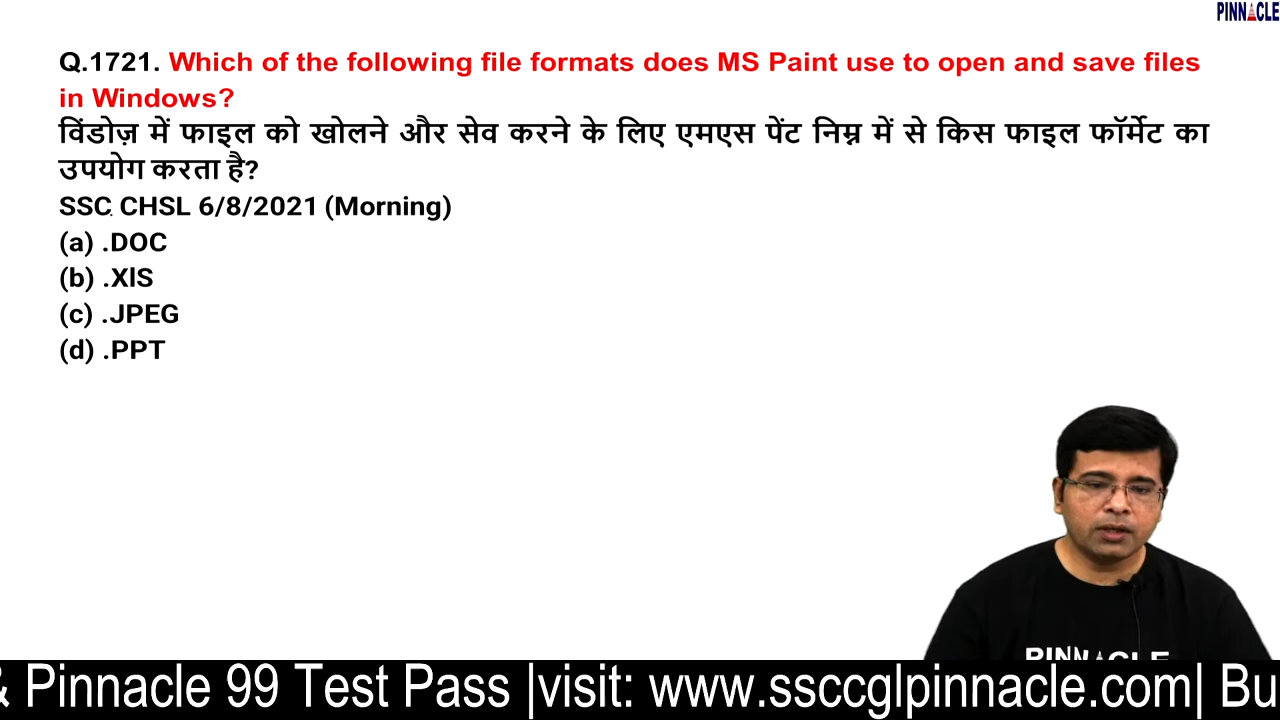 PINNACLE
Q.1721. Which of the following file formats does MS Paint use to open and save files
in Windows?
विंडोज़ में फाइल को खोलने और सेव करने के लिए एमएस पेंट निम्न में से किस फाइल फॉर्मेट का
उपयोग करता है?
SSC CHSL 6/8/2021 (Morning)
(a) .DOC
(b) .XlS
(c) .JPEG
(d) .PPT
PINNACLE
& Pinnacle 99 Test Pass |visit: www.ssccglpinnacle.com| Bu